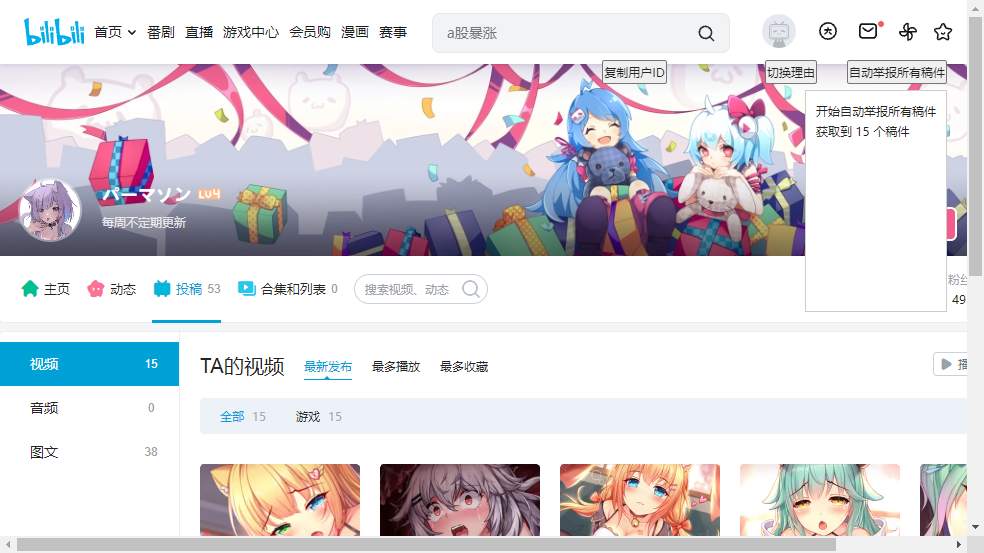 bilibili 首页 番剧 直播 游戏中心 会员购 漫画 赛事 a股暴涨
复制用户ID 切换理由 自动举报所有稿件
开始自动举报所有稿件
获取到 15 个稿件
パーマソン LV4
每周不定期更新
主页 动态 投稿 53 合集和列表 0 搜索视频、动态 粉丝
49
视频 15
TA的视频 最新发布 最多播放 最多收藏
音频 0
全部 15 游戏 15
图文 38